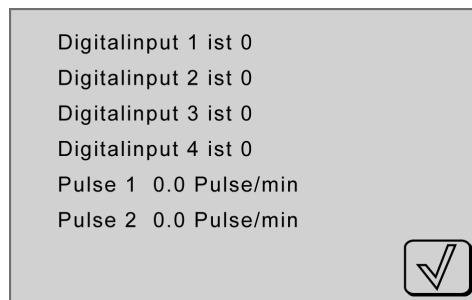 Digitalinput 1 ist 0
Digitalinput 2 ist 0
Digitalinput 3 ist 0
Digitalinput 4 ist 0
Pulse 1 0.0 Pulse/min
Pulse 2 0.0 Pulse/min